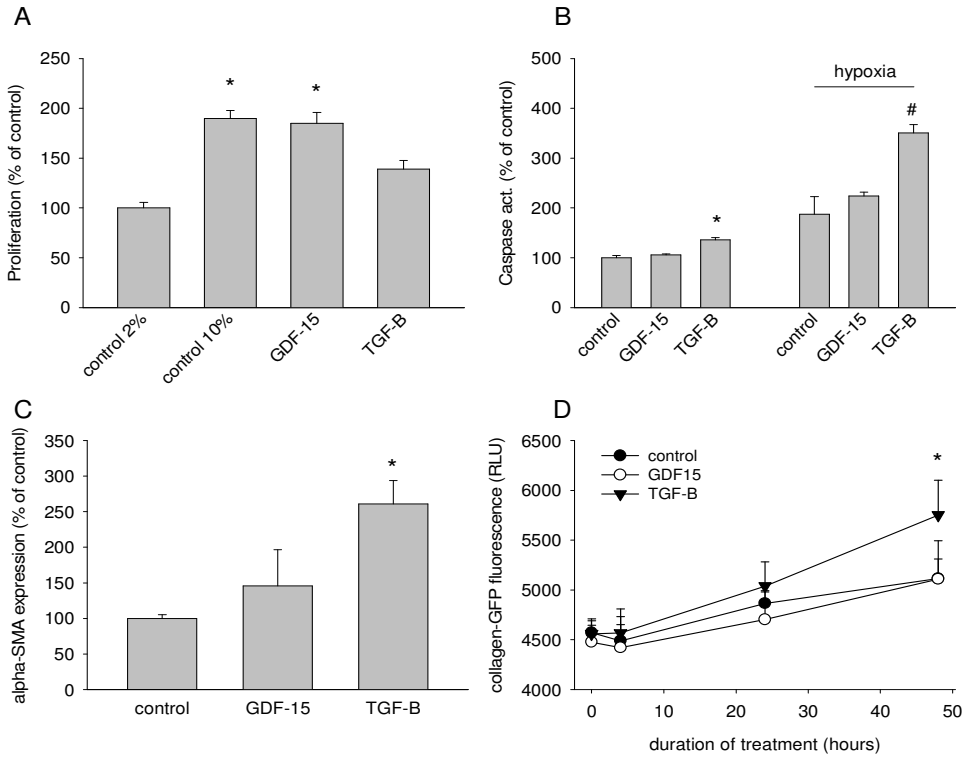 A
Proliferation (% of control)
250
200
150
100
50
0
control 2%
control 10%
GDF-15
TGF-B
*
*
B
Caspase act. (% of control)
500
400
300
200
100
0
control
GDF-15
TGF-B
control
GDF-15
TGF-B
*
hypoxia
#
C
alpha-SMA expression (% of control)
350
300
250
200
150
100
50
0
control
GDF-15
TGF-B
*
D
collagen-GFP fluorescence (RLU)
6500
6000
5500
5000
4500
4000
control
GDF15
TGF-B
*
0 10 20 30 40 50
duration of treatment (hours)